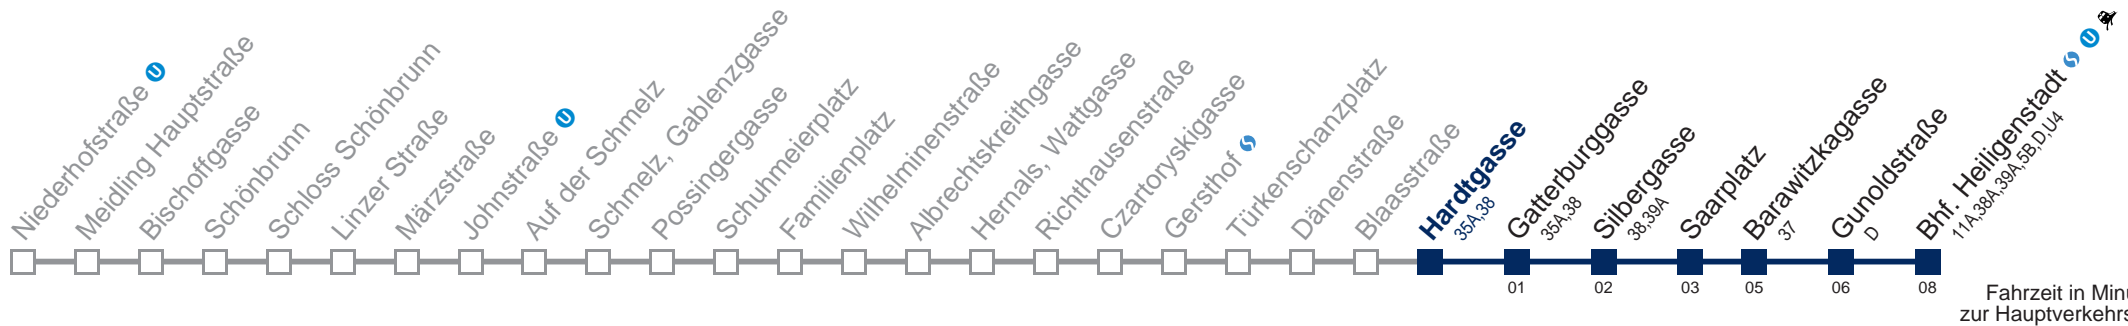 Niederhofstraße U
Meidling Hauptstraße
Bischoffgasse
Schönbrunn
Schloss Schönbrunn
Linzer Straße
Märzstraße
Johnstraße U
Auf der Schmelz
Schmelz, Gablenzgasse
Possingergasse
Schuhmeierplatz
Familienplatz
Wilhelminenstraße
Albrechtskreithgasse
Hernals, Wattgasse
Richthausenstraße
Czartoryskigasse
Gersthof S
Türkenschanzplatz
Dänenstraße
Blaasstraße
Hardtgasse
35A,38
Gatterburggasse
35A,38
Silbergasse
38,39A
Saarplatz
Barawitzkagasse
37
Gunoldstraße
D
Bhf. Heiligenstadt S U
11A,38A,39A,5B,D,U4
01 02 03 05 06 08
Fahrzeit in Minu
zur Hauptverkehrs